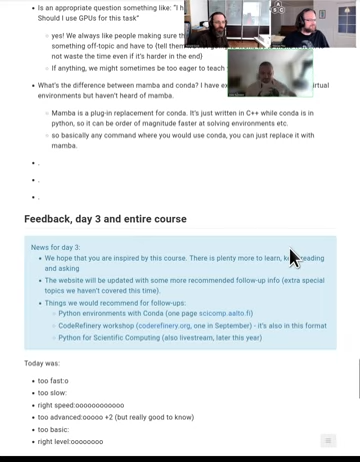 Is an appropriate question something like: "I h
Should I use GPUs for this task"
yes! We always like people making sure th
something off-topic and have to {tell them
not waste the time even if it's harder in the end}
If anything, we might sometimes be too eager to teach
What's the difference between mamba and conda? I have ex irtual
environments but haven't heard of mamba.
Mamba is a plug-in replacement for conda. It's just written in C++ while conda is in
python, so it can be order of magnitude faster at solving environments etc.
so basically any command where you would use conda, you can just replace it with
mamba.
.
.
.
Feedback, day 3 and entire course
News for day 3:
We hope that you are inspired by this course. There is plenty more to learn, k reading
and asking
The website will be updated with some more recommended follow-up info (extra special
topics we haven't covered this time).
Things we would recommend for follow-ups:
Python environments with Conda (one page scicomp.aalto.fi)
CodeRefinery workshop (coderefinery.org, one in September) - it's also in this format
Python for Scientific Computing (also livestream, later this year)
Today was:
too fast:o
too slow:
right speed:oooooooooooo
too advanced:ooooo +2 (but really good to know)
too basic:
right level:oooooooo